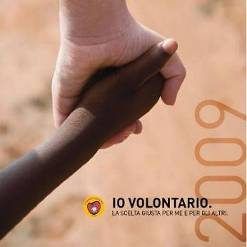 2009
IO VOLONTARIO.
LA SCELTA GIUSTA PER ME E PER GLI ALTRI.